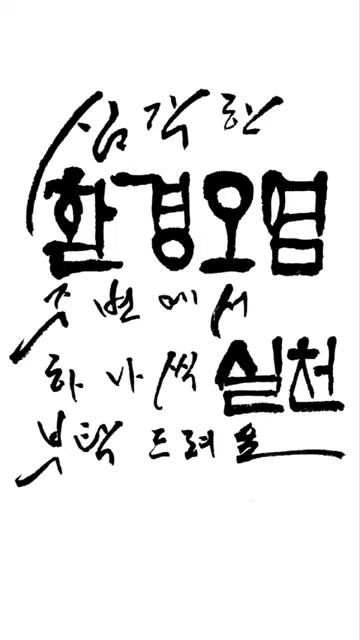 심각한
환경오염
주변에서
하나씩 실천
부탁드려요